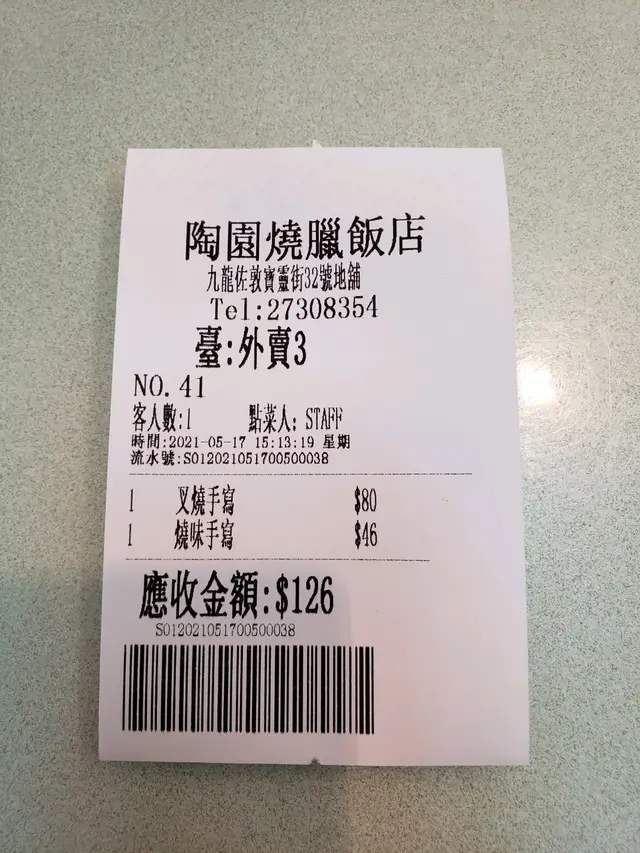 陶園燒臘飯店
九龍佐敦寶靈街32號地舖
Tel:27308354
臺:外賣3
NO. 41
客人數:1 點菜人: STAFF
時間:2021-05-17 15:13:19 星期
流水號:S012021051700500038
1 叉燒手寫 $80
1 燒味手寫 $46
應收金額:$126
S012021051700500038